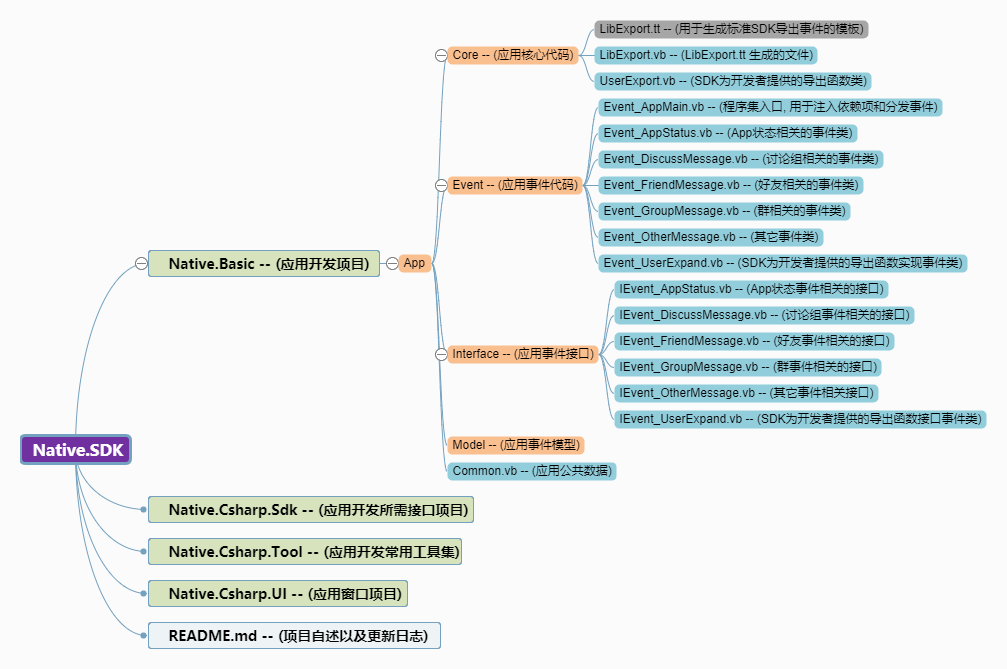 LibExport.tt -- (用于生成标准SDK导出事件的模板)
Core -- (应用核心代码)
LibExport.vb -- (LibExport.tt 生成的文件)
UserExport.vb -- (SDK为开发者提供的导出函数类)
Event_AppMain.vb -- (程序集入口, 用于注入依赖项和分发事件)
Event_AppStatus.vb -- (App状态相关的事件类)
Event_DiscussMessage.vb -- (讨论组相关的事件类)
Event -- (应用事件代码)
Event_FriendMessage.vb -- (好友相关的事件类)
Event_GroupMessage.vb -- (群相关的事件类)
Event_OtherMessage.vb -- (其它事件类)
Native.Basic -- (应用开发项目)
App
Event_UserExpand.vb -- (SDK为开发者提供的导出函数实现事件类)
IEvent_AppStatus.vb -- (App状态事件相关的接口)
IEvent_DiscussMessage.vb -- (讨论组事件相关的接口)
IEvent_FriendMessage.vb -- (好友事件相关的接口)
Interface -- (应用事件接口)
IEvent_GroupMessage.vb -- (群事件相关的接口)
IEvent_OtherMessage.vb -- (其它事件相关接口)
IEvent_UserExpand.vb -- (SDK为开发者提供的导出函数接口事件类)
Native.SDK
Model -- (应用事件模型)
Common.vb -- (应用公共数据)
Native.Csharp.Sdk -- (应用开发所需接口项目)
Native.Csharp.Tool -- (应用开发常用工具集)
Native.Csharp.UI -- (应用窗口项目)
README.md -- (项目自述以及更新日志)